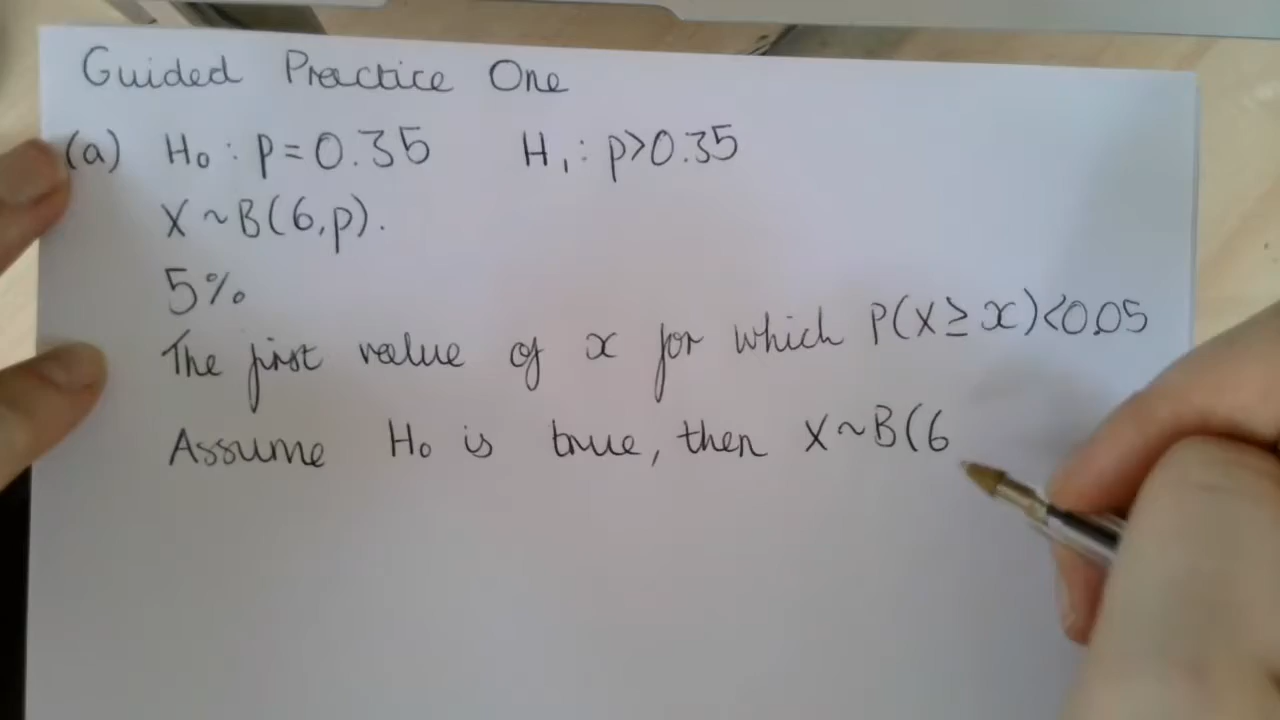 Guided Practice One
(a) H₀ : p = 0.35 H₁ : p > 0.35
X ~ B(6, p).
5%
The first value of x for which P(X ≥ x) < 0.05
Assume H₀ is true, then X ~ B(6